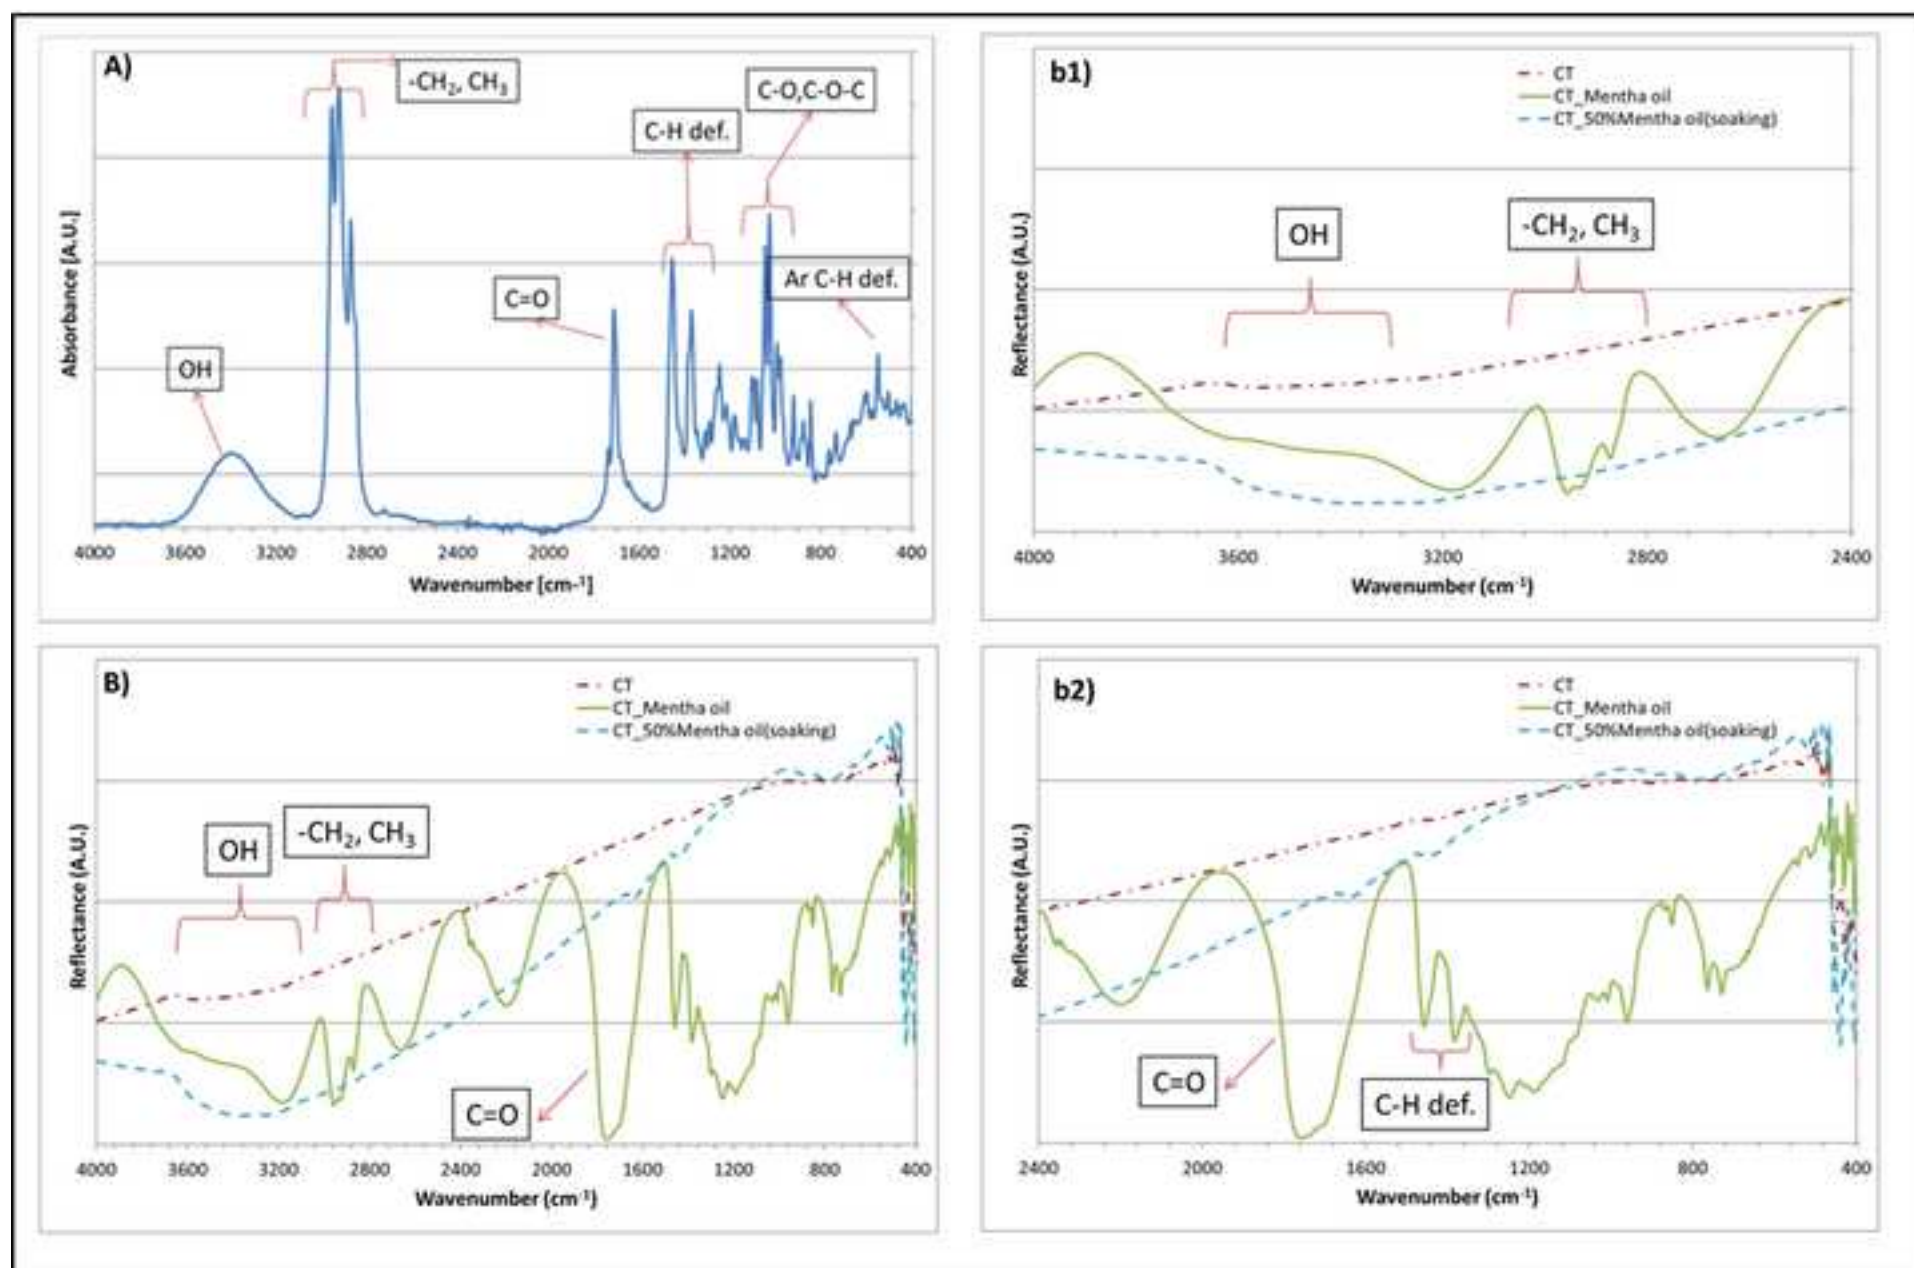 A)
-CH₂, CH₃
C-O,C-O-C
C-H def.
Ar C-H def.
C=O
OH
Absorbance [A.U.]
4000 3600 3200 2800 2400 2000 1600 1200 800 400
Wavenumber [cm-¹]
b1)
CT
CT_Mentha oil
CT_50%Mentha oil(soaking)
OH
-CH₂, CH₃
Reflectance (A.U.)
4000 3600 3200 2800 2400
Wavenumber (cm-¹)
B)
CT
CT_Mentha oil
CT_50%Mentha oil(soaking)
OH
-CH₂, CH₃
C=O
Reflectance (A.U.)
4000 3600 3200 2800 2400 2000 1600 1200 800 400
Wavenumber (cm-¹)
b2)
CT
CT_Mentha oil
CT_50%Mentha oil(soaking)
C=O
C-H def.
Reflectance (A.U.)
2400 2000 1600 1200 800 400
Wavenumber (cm-¹)